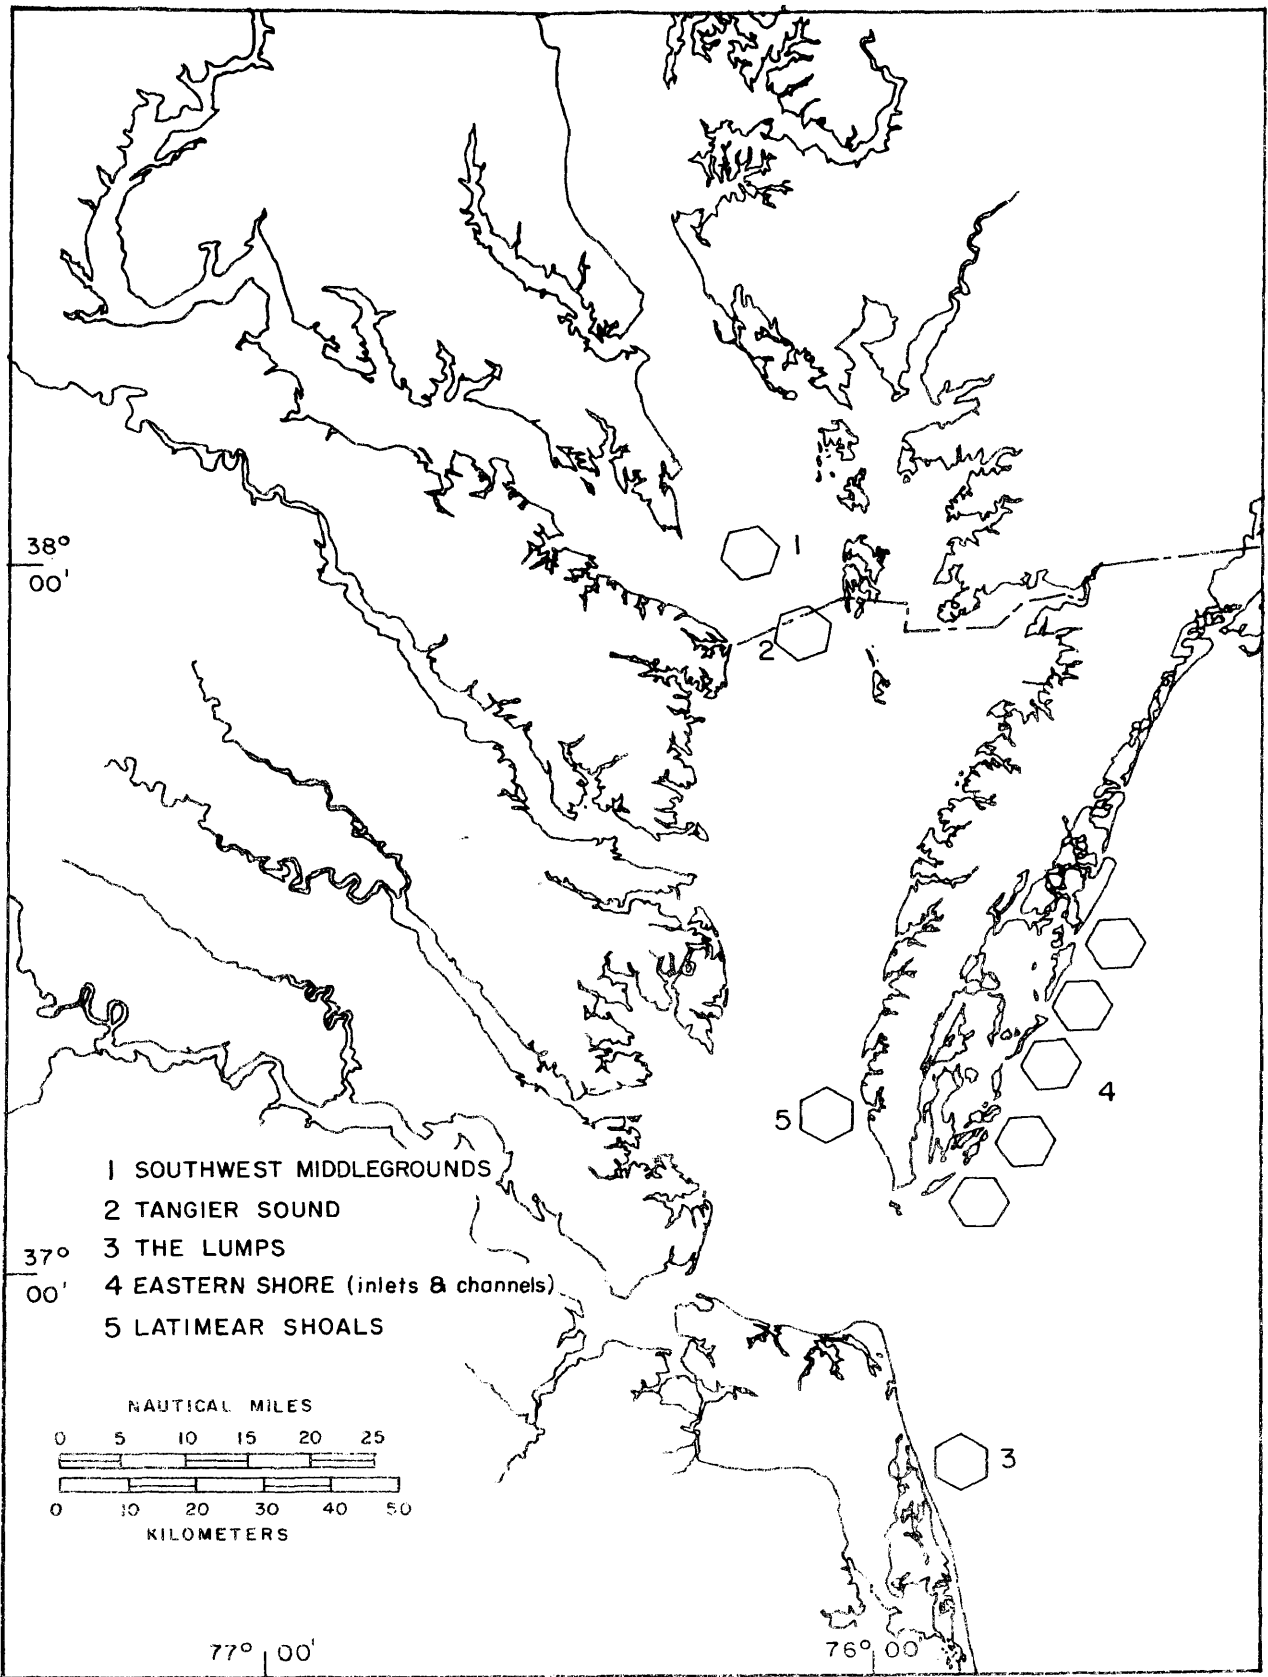 1
38°
00'
2
4
5
1 SOUTHWEST MIDDLEGROUNDS
2 TANGIER SOUND
3 THE LUMPS
37°
00'
4 EASTERN SHORE (inlets & channels)
5 LATIMEAR SHOALS
NAUTICAL MILES
0 5 10 15 20 25
3
0 10 20 30 40 50
KILOMETERS
77° 00'
76° 00'